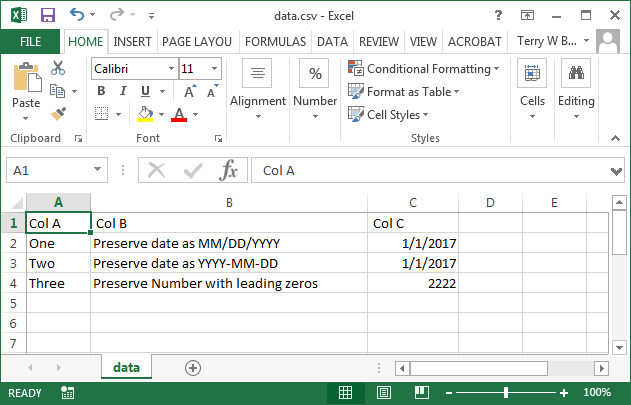 data.csv - Excel
FILE HOME INSERT PAGE LAYOU FORMULAS DATA REVIEW VIEW ACROBAT Terry W B...
Paste
Calibri 11
B I U A A
A
Clipboard
Font
Alignment
%
Number
Conditional Formatting
Format as Table
Cell Styles
Styles
Cells
Editing
A1 fx Col A
A B C D E
1 Col A Col B Col C
2 One Preserve date as MM/DD/YYYY 1/1/2017
3 Two Preserve date as YYYY-MM-DD 1/1/2017
4 Three Preserve Number with leading zeros 2222
5
6
7
data
READY 100%